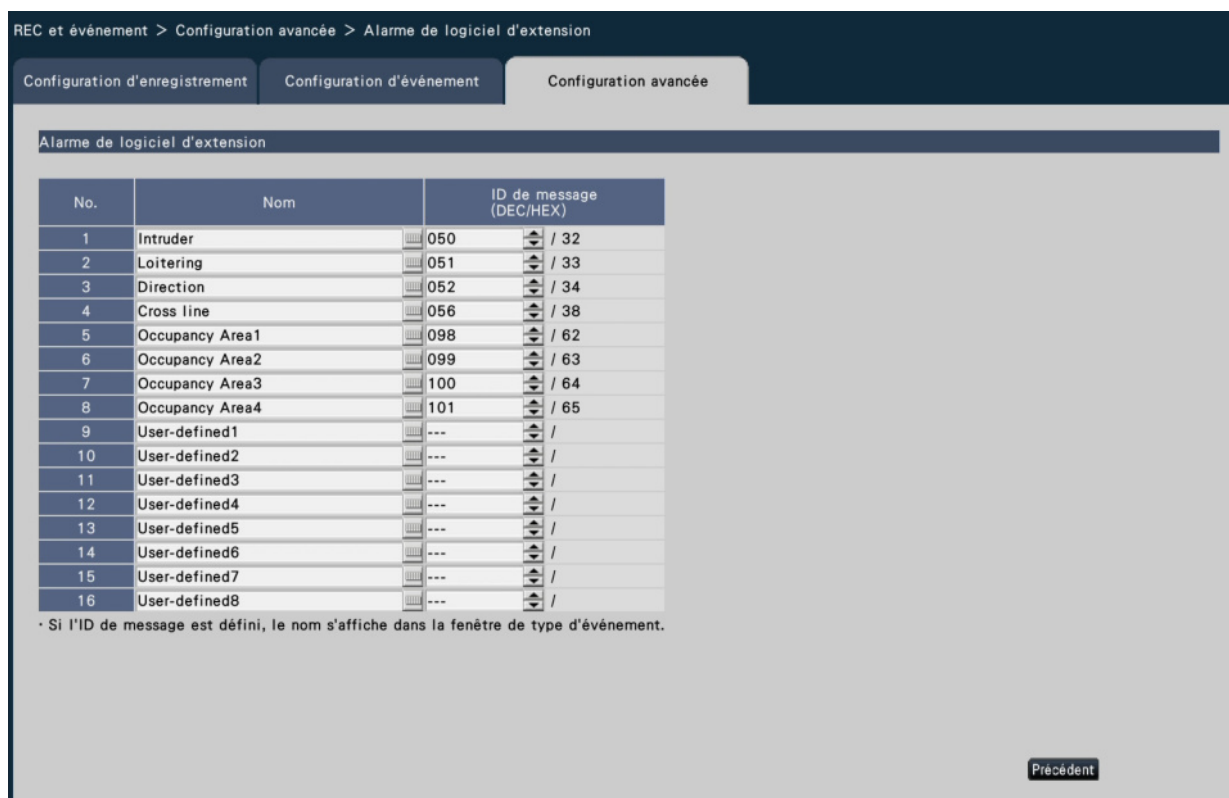 REC et événement > Configuration avancée > Alarme de logiciel d'extension
Configuration d'enregistrement Configuration d'événement Configuration avancée
Alarme de logiciel d'extension
No. Nom ID de message (DEC/HEX)
1 Intruder 050 / 32
2 Loitering 051 / 33
3 Direction 052 / 34
4 Cross line 056 / 38
5 Occupancy Area1 098 / 62
6 Occupancy Area2 099 / 63
7 Occupancy Area3 100 / 64
8 Occupancy Area4 101 / 65
9 User-defined1 --- /
10 User-defined2 --- /
11 User-defined3 --- /
12 User-defined4 --- /
13 User-defined5 --- /
14 User-defined6 --- /
15 User-defined7 --- /
16 User-defined8 --- /
· Si l'ID de message est défini, le nom s'affiche dans la fenêtre de type d'événement.
Précédent